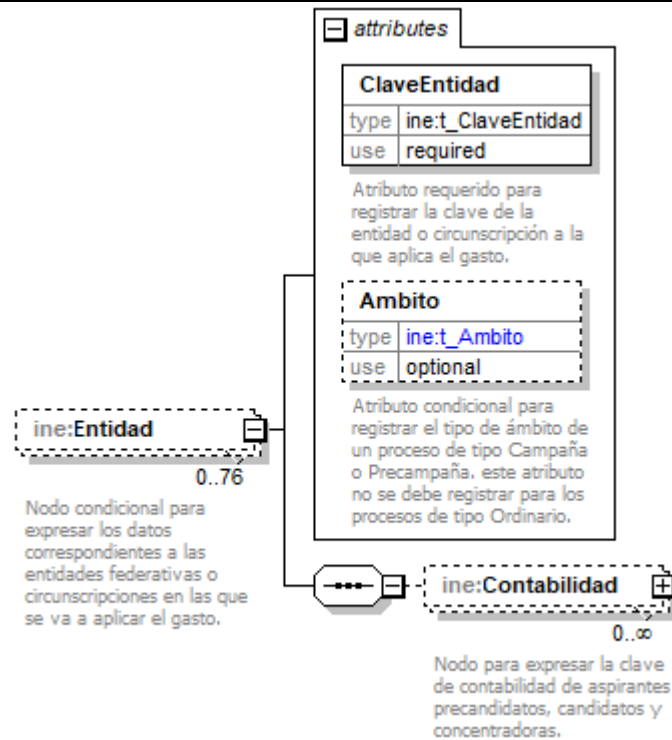 attributes
ClaveEntidad
type ine:t_ClaveEntidad
use required
Atributo requerido para
registrar la clave de la
entidad o circunscripción a la
que aplica el gasto.
Ambito
type ine:t_Ambito
use optional
Atributo condicional para
registrar el tipo de ámbito de
un proceso de tipo Campaña
o Precampaña. este atributo
no se debe registrar para los
procesos de tipo Ordinario.
ine:Entidad
0..76
Nodo condicional para
expresar los datos
correspondientes a las
entidades federativas o
circunscripciones en las que
se va a aplicar el gasto.
ine:Contabilidad
0..∞
Nodo para expresar la clave
de contabilidad de aspirantes
precandidatos, candidatos y
concentradoras.